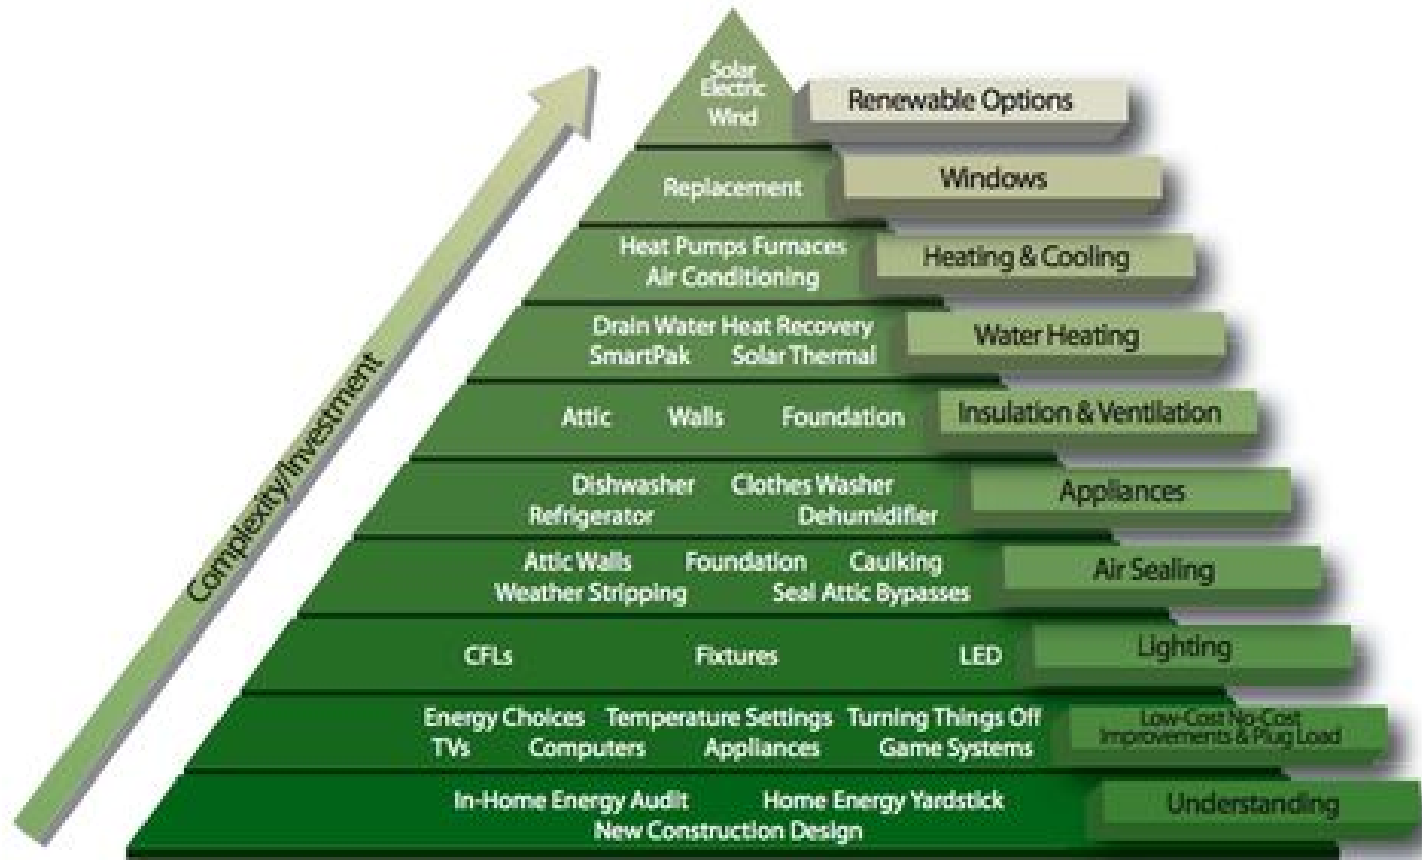 Solar
Electric
Wind
Renewable Options
Replacement
Windows
Heat Pumps Furnaces
Air Conditioning
Heating & Cooling
Drain Water Heat Recovery
SmartPak Solar Thermal
Water Heating
Attic Walls Foundation
Insulation & Ventilation
Dishwasher Clothes Washer
Refrigerator Dehumidifier
Appliances
Attic Walls Foundation Caulking
Weather Stripping Seal Attic Bypasses
Air Sealing
CFLs Fixtures LED
Lighting
Energy Choices Temperature Settings Turning Things Off
TVs Computers Appliances Game Systems
Low-Cost No-Cost
Improvements & Plug Load
In-Home Energy Audit Home Energy Yardstick
New Construction Design
Understanding
Complexity/Investment